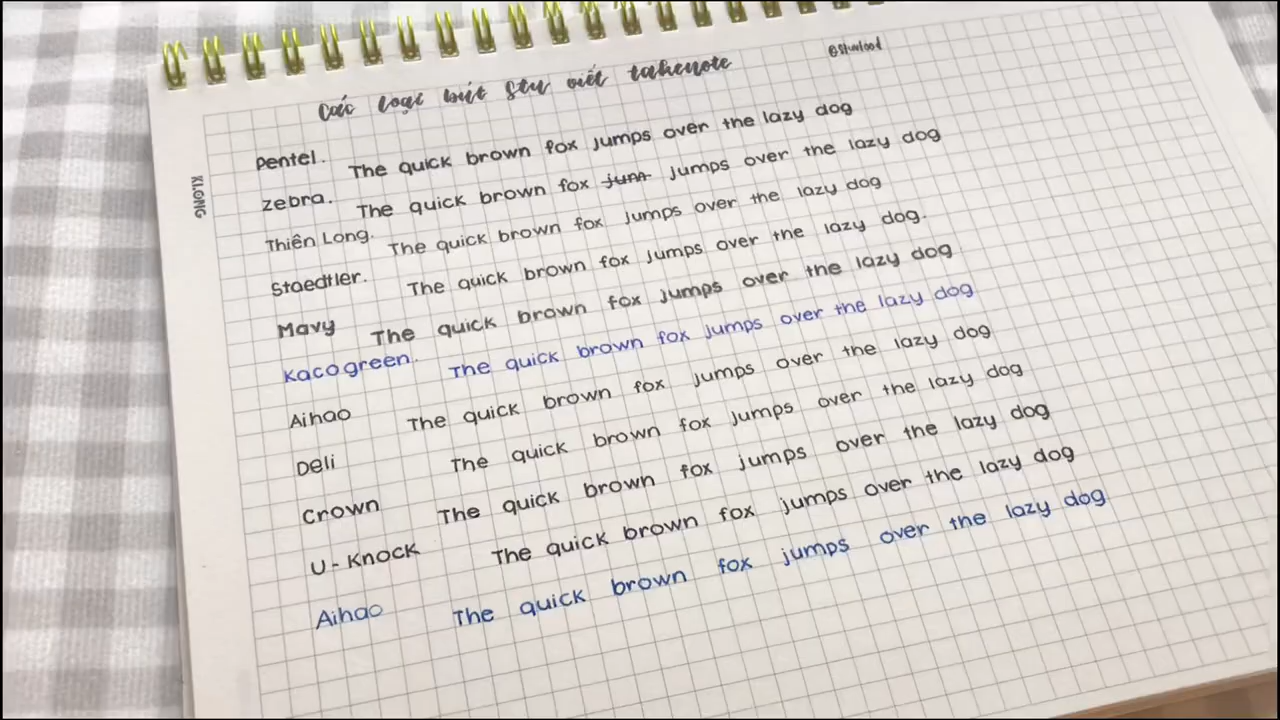 Các loại bút Stu viết takenote
@stuwlood
KLONG
Pentel. The quick brown fox jumps over the lazy dog
Zebra. The quick brown fox jumps over the lazy dog
Thiên Long. The quick brown fox jumps over the lazy dog
Staedtler. The quick brown fox jumps over the lazy dog.
Mavy The quick brown fox jumps over the lazy dog
Kaco green. The quick brown fox jumps over the lazy dog
Aihao The quick brown fox jumps over the lazy dog
Deli The quick brown fox jumps over the lazy dog
Crown The quick brown fox jumps over the lazy dog
U - Knock The quick brown fox jumps over the lazy dog
Aihao The quick brown fox jumps over the lazy dog